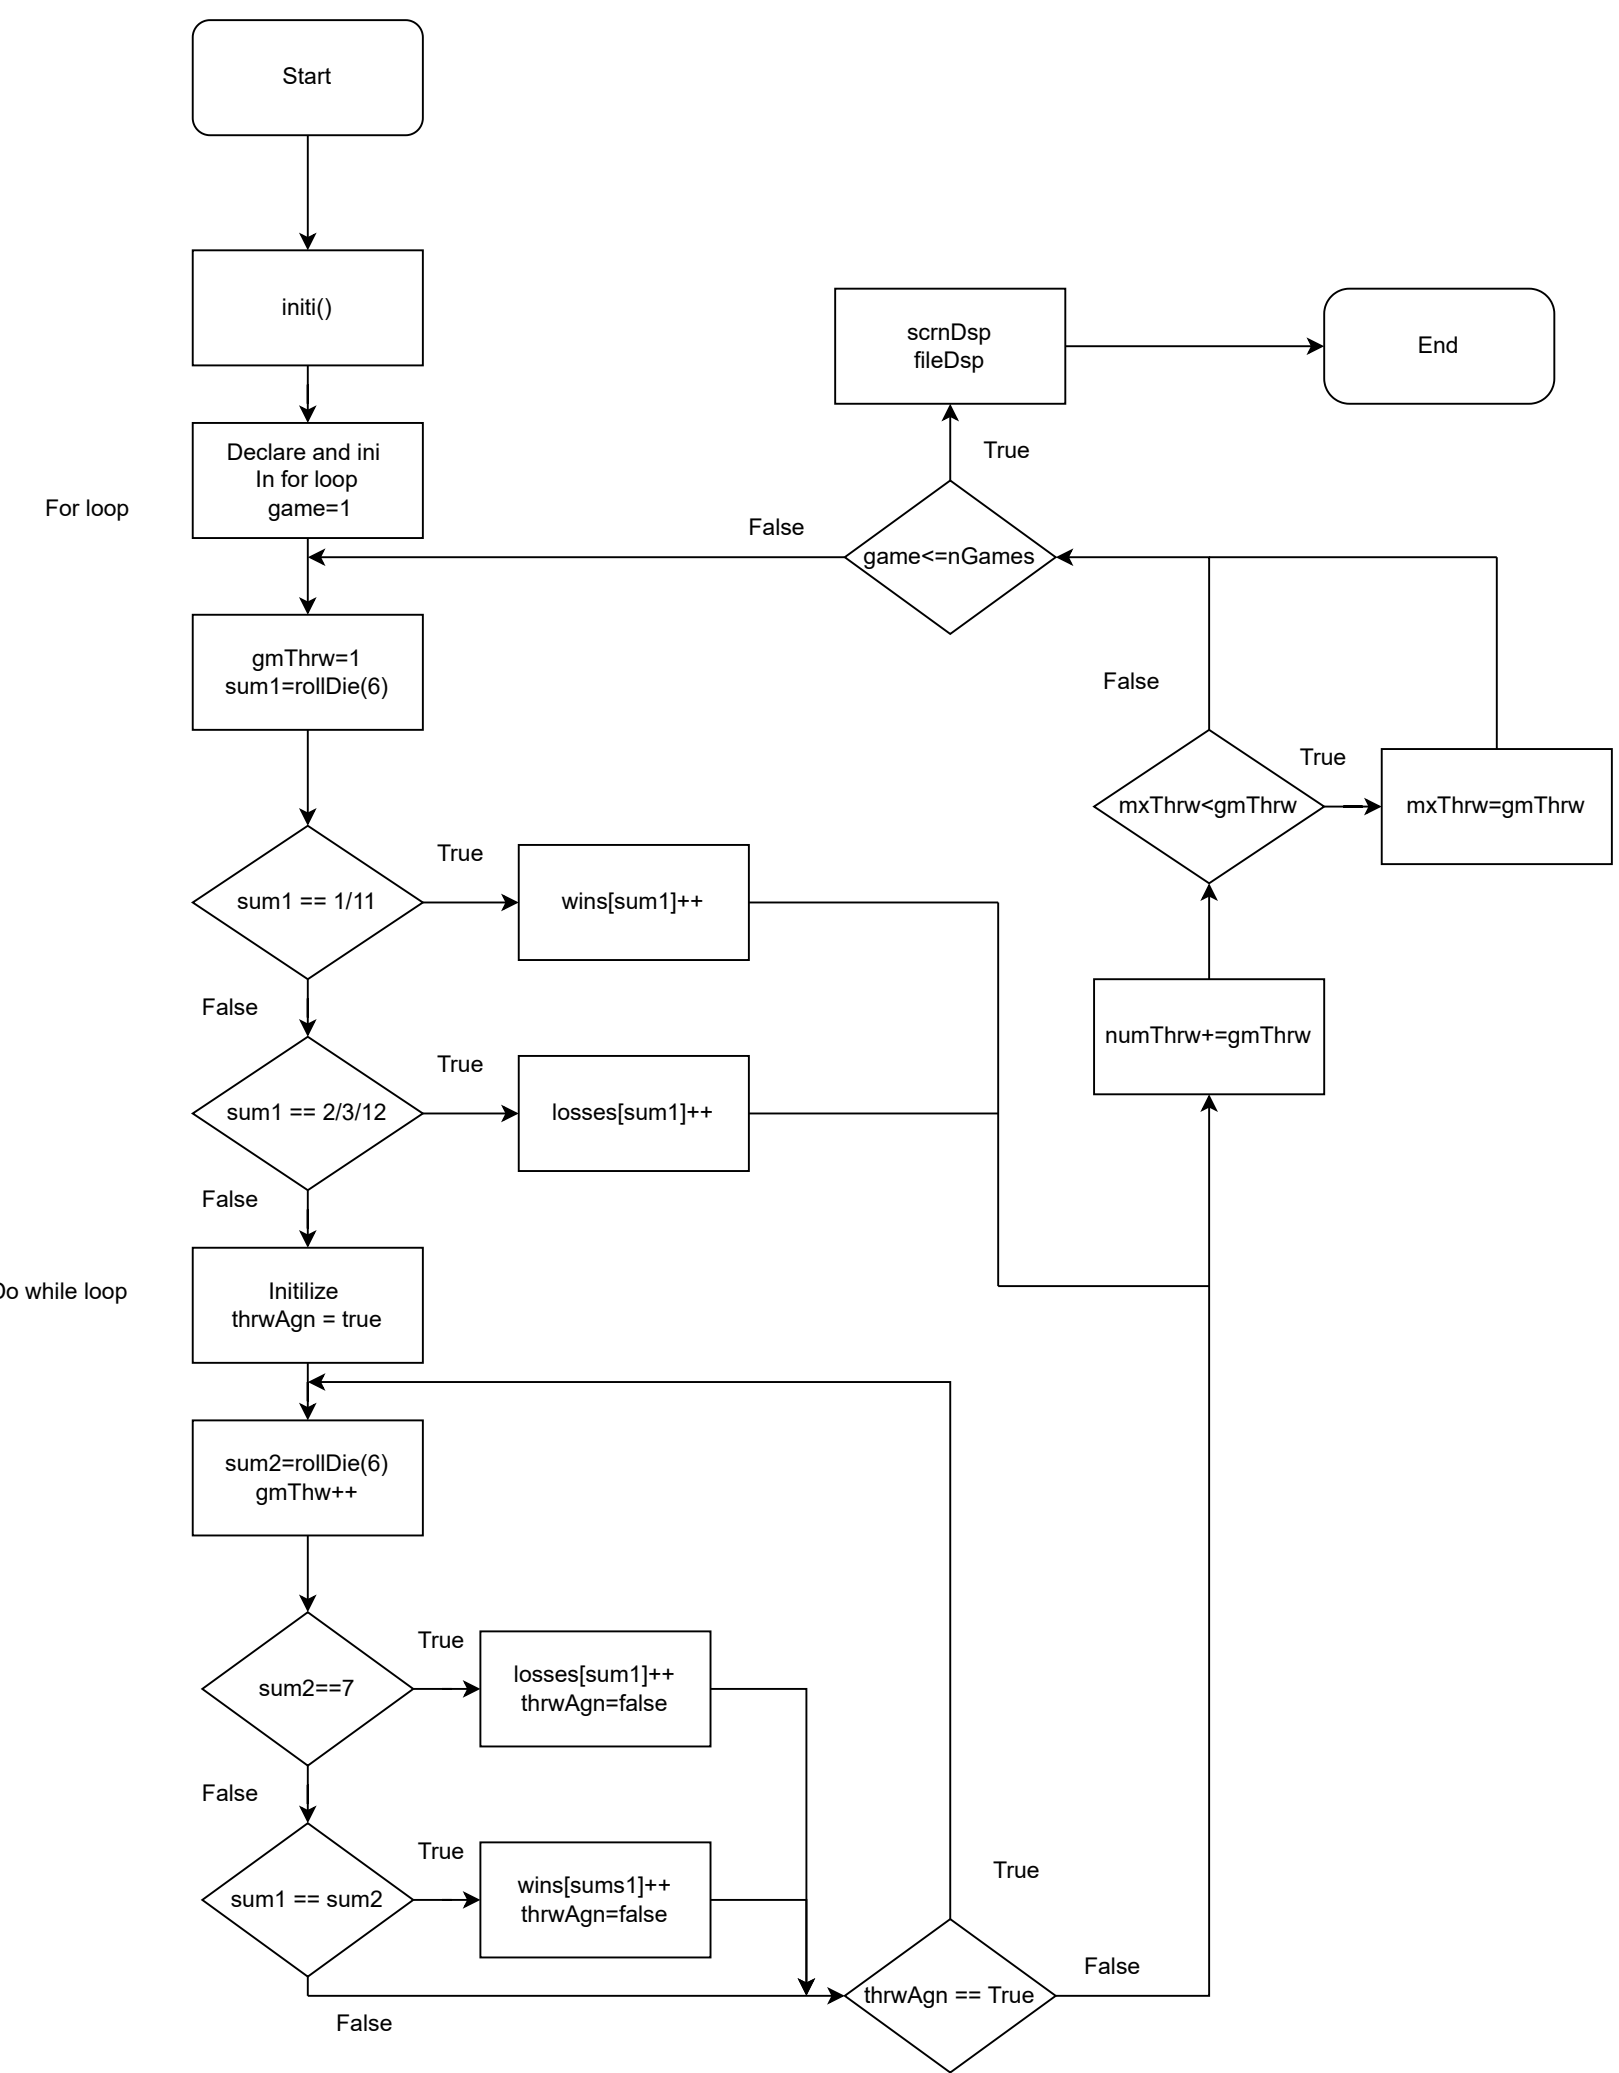 Start
initi()
Declare and ini
In for loop
game=1
For loop
scrnDsp
fileDsp
End
True
False
game<=nGames
gmThrw=1
sum1=rollDie(6)
False
True
mxThrw<gmThrw
mxThrw=gmThrw
sum1 == 1/11
True
wins[sum1]++
False
numThrw+=gmThrw
sum1 == 2/3/12
True
losses[sum1]++
False
Do while loop
Initilize
thrwAgn = true
sum2=rollDie(6)
gmThw++
sum2==7
True
losses[sum1]++
thrwAgn=false
False
sum1 == sum2
True
wins[sums1]++
thrwAgn=false
True
False
thrwAgn == True
False